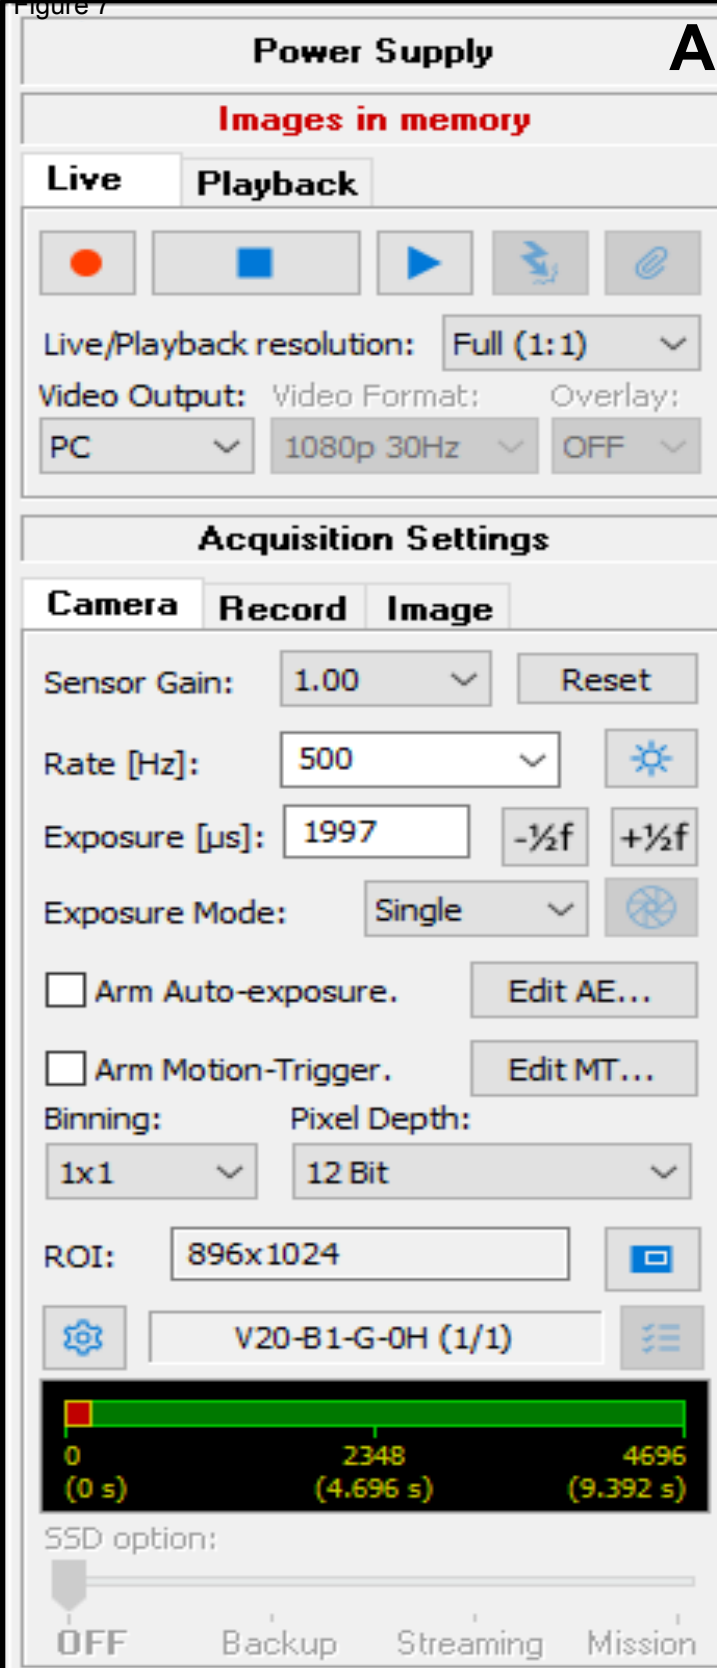 Figure 7
Power Supply A
Images in memory
Live Playback
Live/Playback resolution: Full (1:1)
Video Output: Video Format: Overlay:
PC 1080p 30Hz OFF
Acquisition Settings
Camera Record Image
Sensor Gain: 1.00 Reset
Rate [Hz]: 500
Exposure [µs]: 1997 -½f +½f
Exposure Mode: Single
Arm Auto-exposure. Edit AE...
Arm Motion-Trigger. Edit MT...
Binning: Pixel Depth:
1x1 12 Bit
ROI: 896x1024
V20-B1-G-0H (1/1)
0 2348 4696
(0 s) (4.696 s) (9.392 s)
SSD option:
OFF Backup Streaming Mission